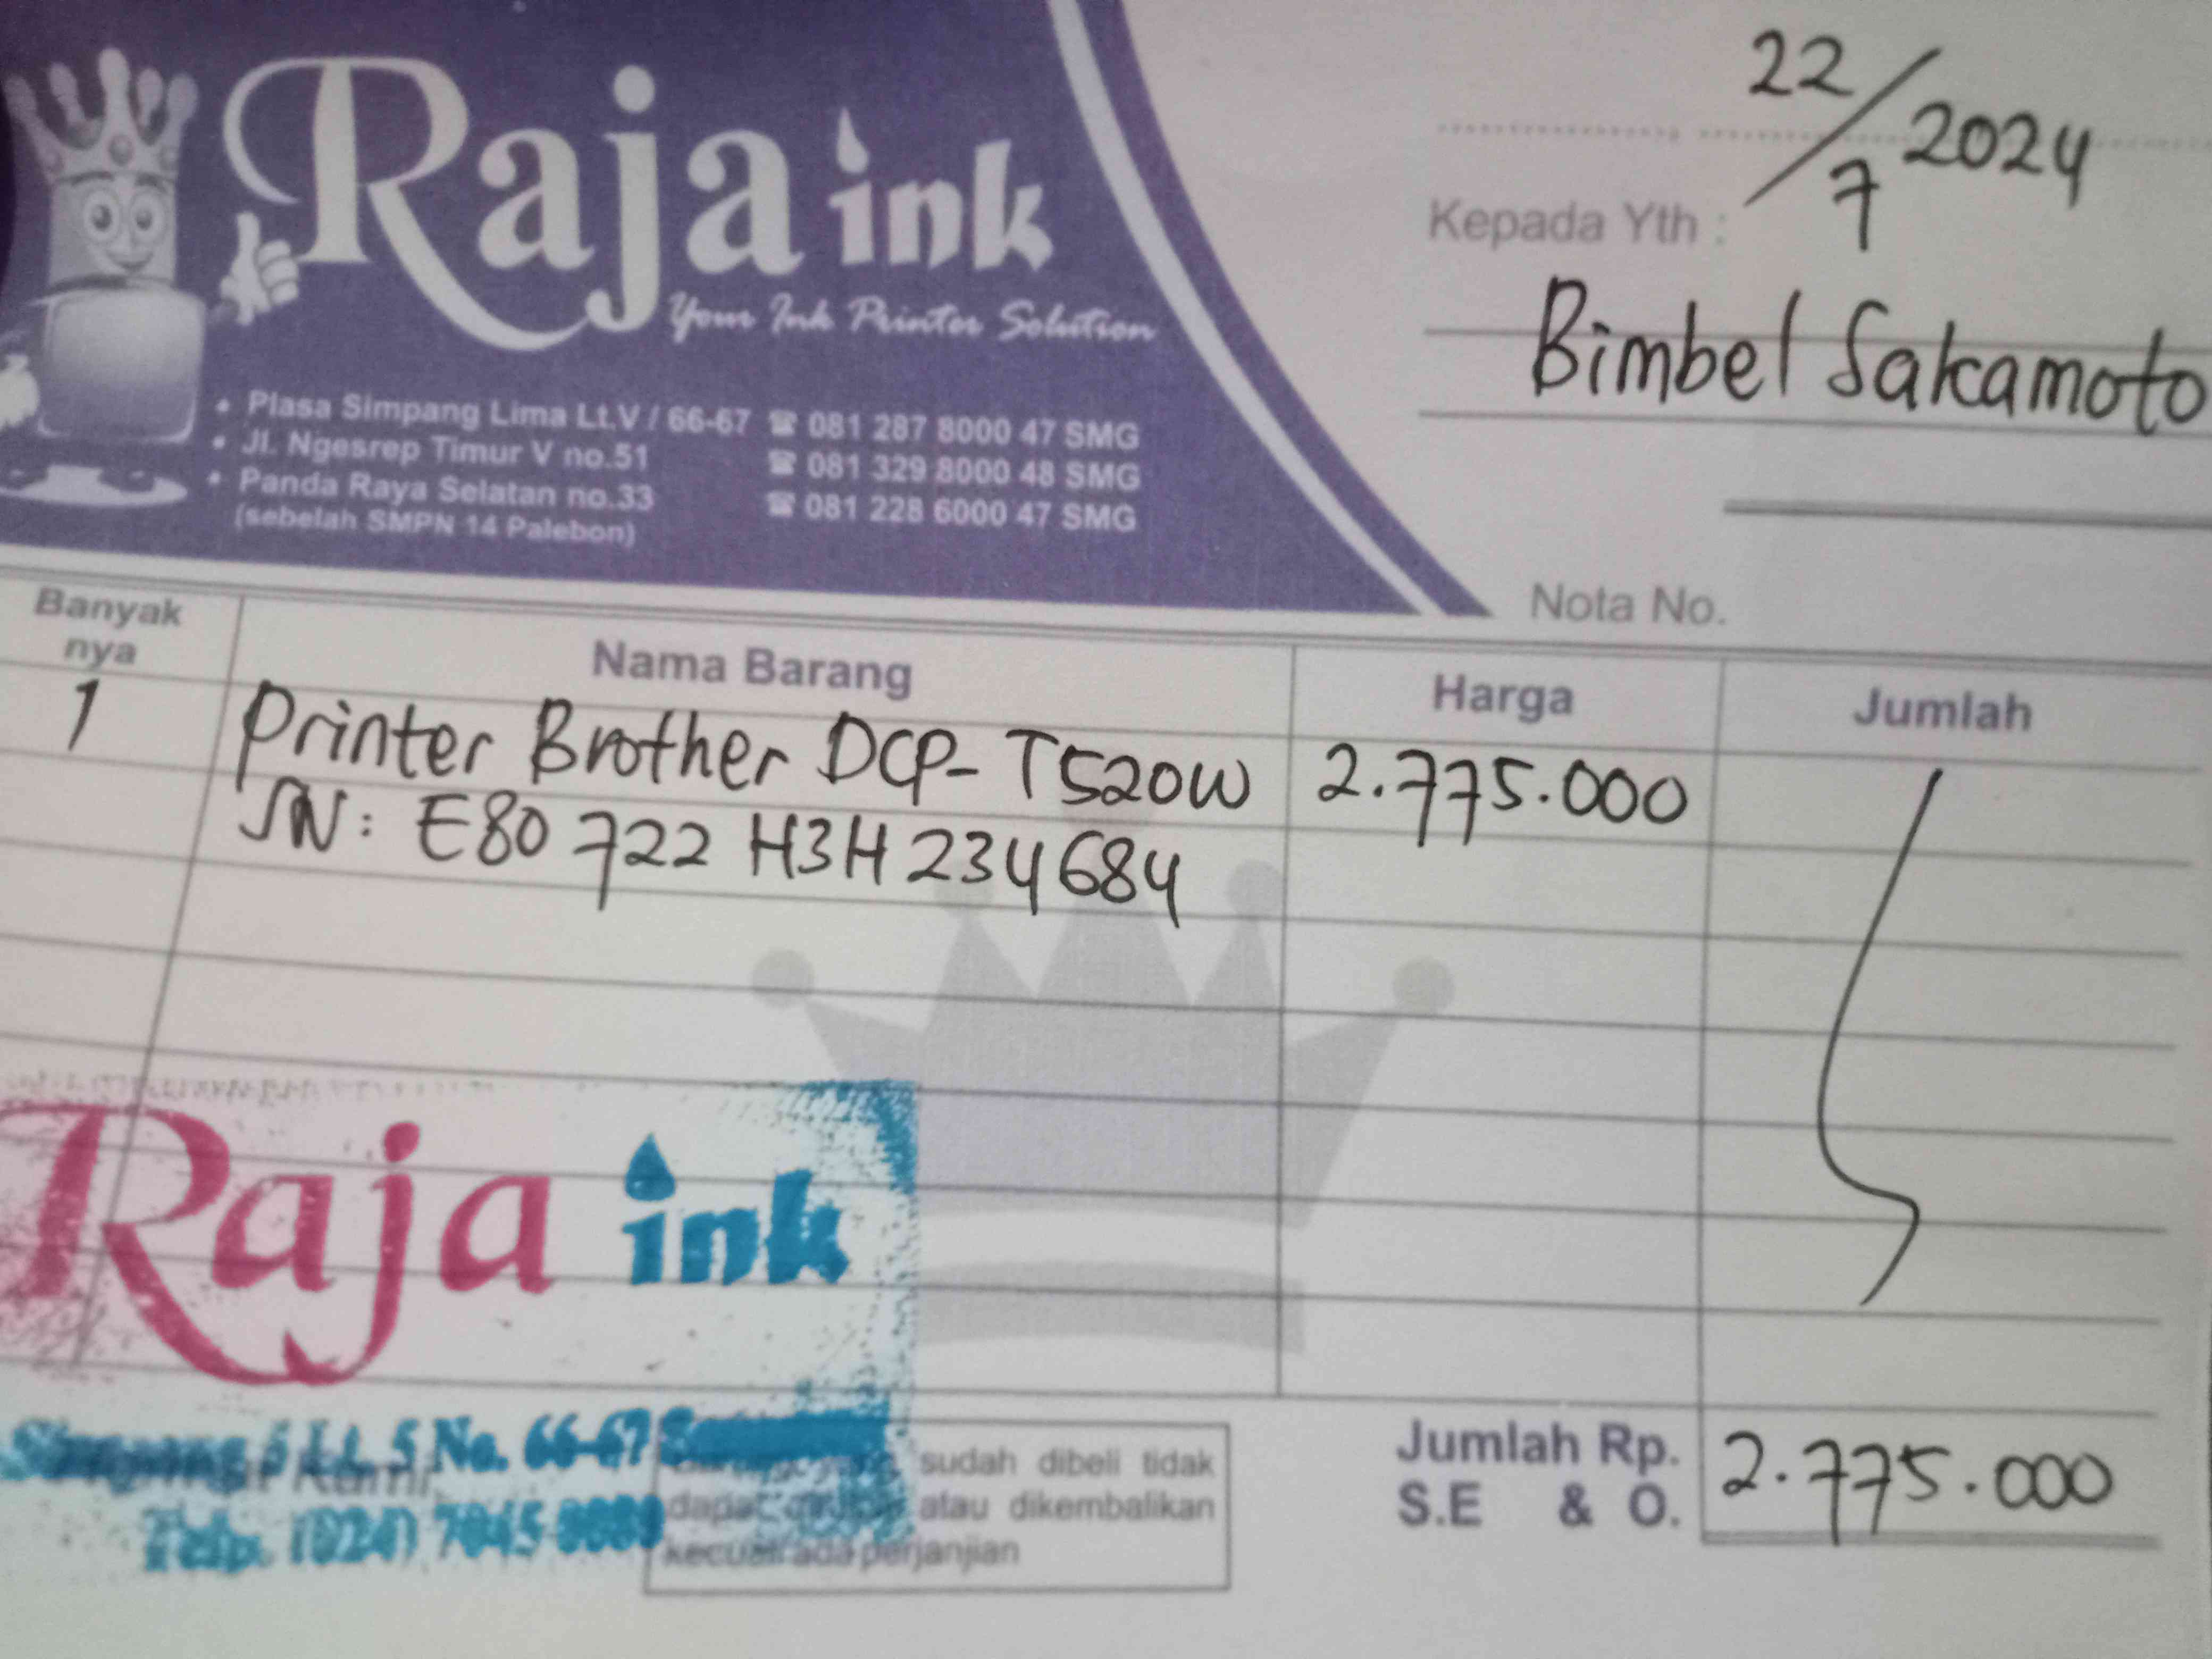 Raja ink
Your Ink Printer Solution
• Plasa Simpang Lima Lt.V / 66-67 ☎ 081 287 8000 47 SMG
• Jl. Ngesrep Timur V no.51 ☎ 081 329 8000 48 SMG
• Panda Raya Selatan no.33 ☎ 081 228 6000 47 SMG
(sebelah SMPN 14 Palebon)
22/7 2024
Kepada Yth :
Bimbel Sakamoto
Nota No.
Banyak nya Nama Barang Harga Jumlah
1 Printer Brother DCP-T520W 2.775.000
SN: E80722H3H234684
Raja ink
5 Lt. 5 No. 66-67
Telp. (024) 7045
sudah dibeli tidak
dapat atau dikembalikan
kecuali ada perjanjian
Jumlah Rp. 2.775.000
S.E & O.